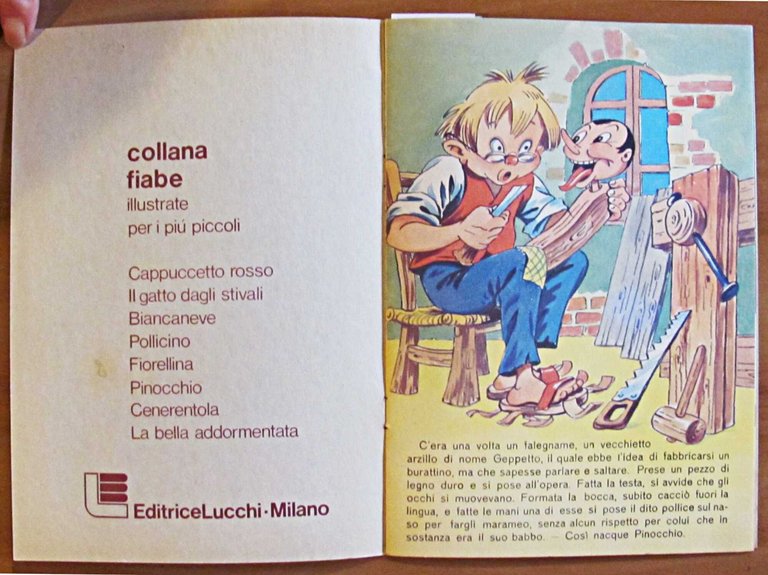 collana
fiabe
illustrate
per i piú piccoli
Cappuccetto rosso
Il gatto dagli stivali
Biancaneve
Pollicino
Fiorellina
Pinocchio
Cenerentola
La bella addormentata
EditriceLucchi·Milano
C'era una volta un falegname, un vecchietto
arzillo di nome Geppetto, il quale ebbe l'idea di fabbricarsi un
burattino, ma che sapesse parlare e saltare. Prese un pezzo di
legno duro e si pose all'opera. Fatta la testa, si avvide che gli
occhi si muovevano. Formata la bocca, subito cacciò fuori la
lingua, e fatte le mani una di esse si pose il dito pollice sul na-
so per fargli marameo, senza alcun rispetto per colui che in
sostanza era il suo babbo. — Così nacque Pinocchio.